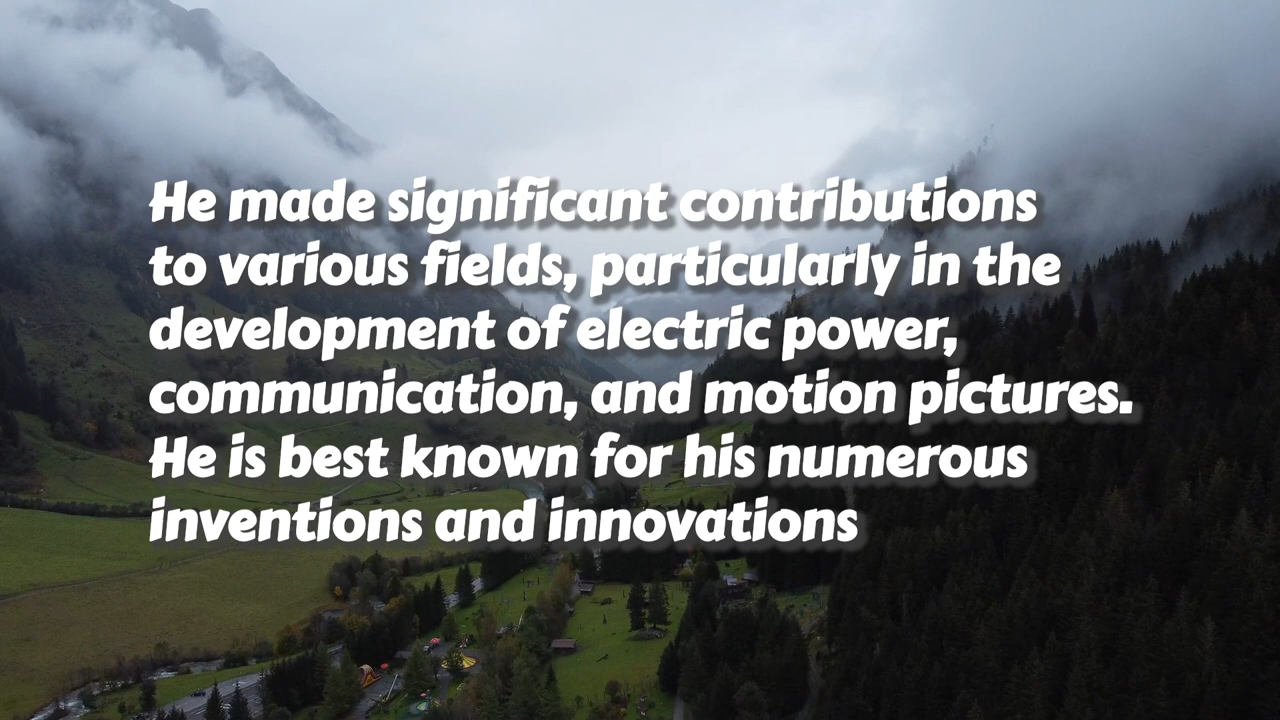 He made significant contributions
to various fields, particularly in the
development of electric power,
communication, and motion pictures.
He is best known for his numerous
inventions and innovations